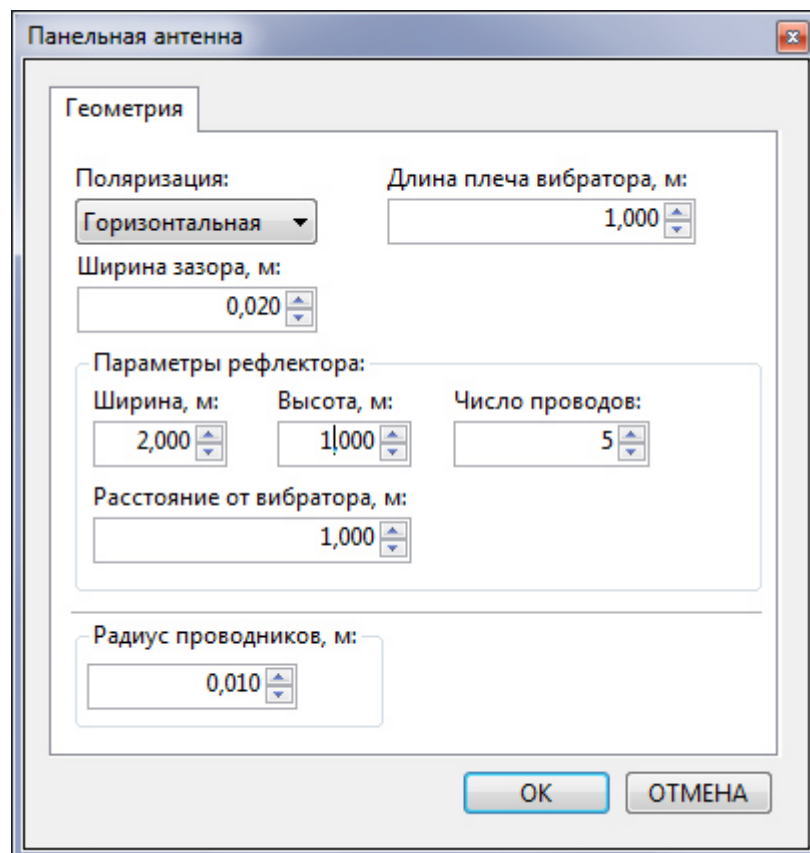 Панельная антенна
Геометрия
Поляризация: Длина плеча вибратора, м:
Горизонтальная 1,000
Ширина зазора, м:
0,020
Параметры рефлектора:
Ширина, м: Высота, м: Число проводов:
2,000 1,000 5
Расстояние от вибратора, м:
1,000
Радиус проводников, м:
0,010
OK ОТМЕНА